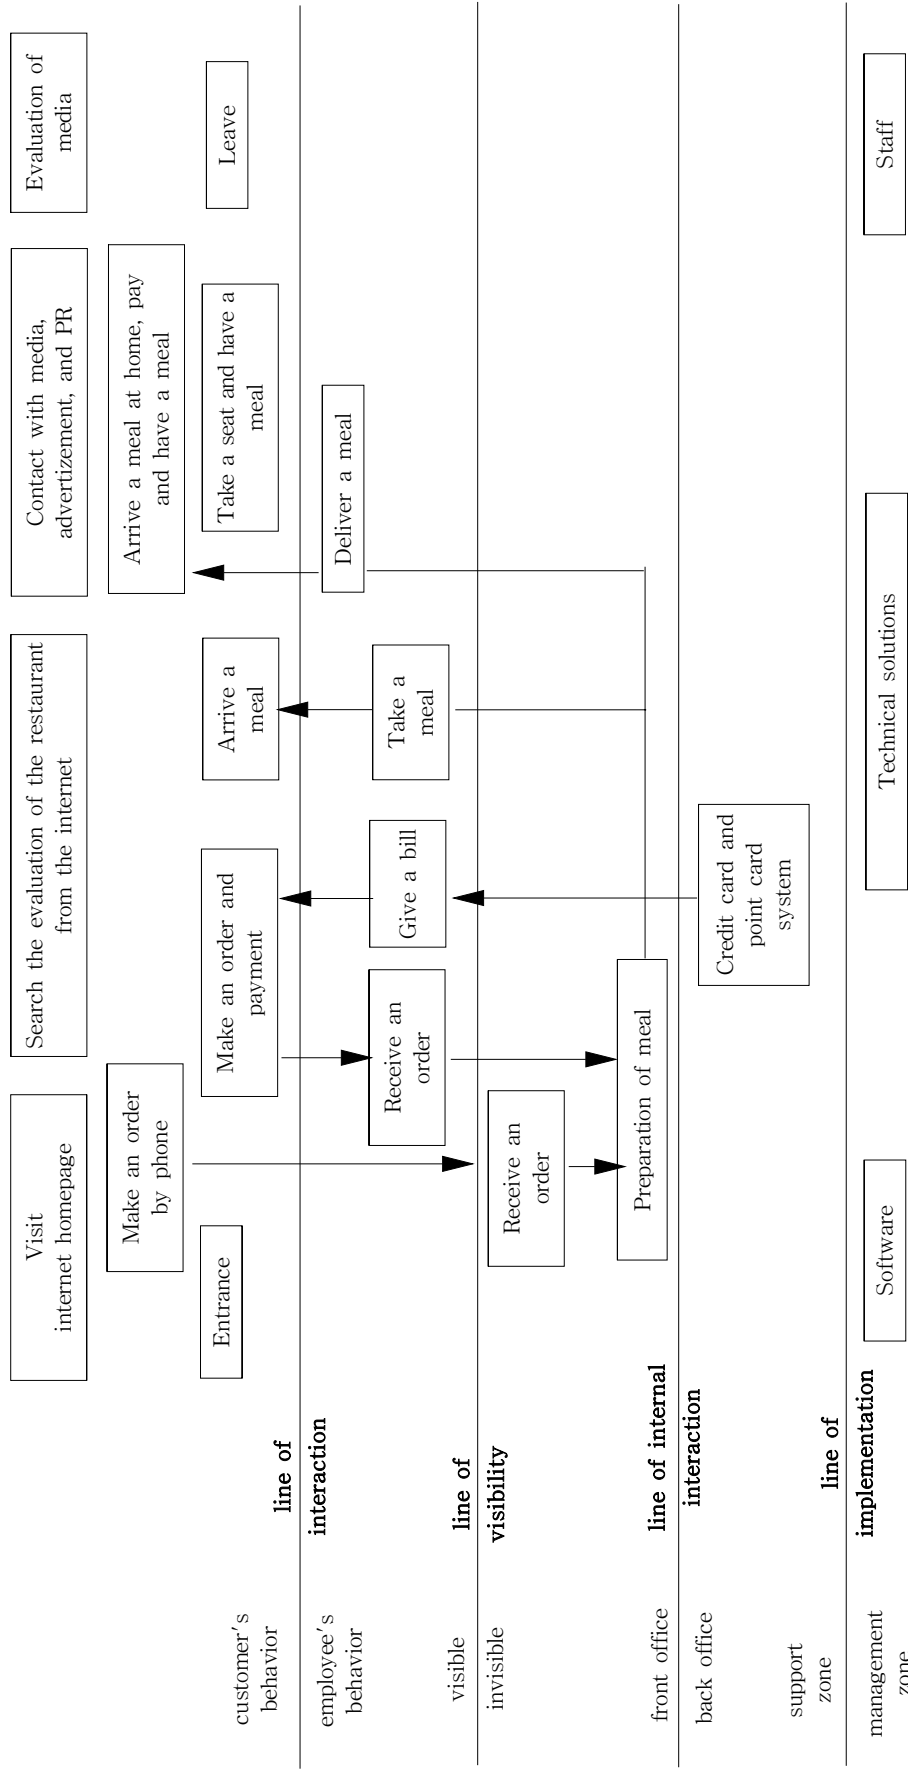 Visit
internet homepage
Search the evaluation of the restaurant
from the internet
Contact with media,
advertizement, and PR
Evaluation of
media
Make an order
by phone
Arrive a meal at home, pay
and have a meal
customer's
behavior
Entrance
Make an order and
payment
Arrive a
meal
Take a seat and have a
meal
Leave
line of
interaction
employee's
behavior
Deliver a meal
Receive an
order
Give a bill
Take a
meal
visible
invisible
line of
visibility
Receive an
order
Preparation of meal
front office
back office
line of internal
interaction
Credit card and
point card
system
support
zone
line of
implementation
management
zone
Software
Technical solutions
Staff